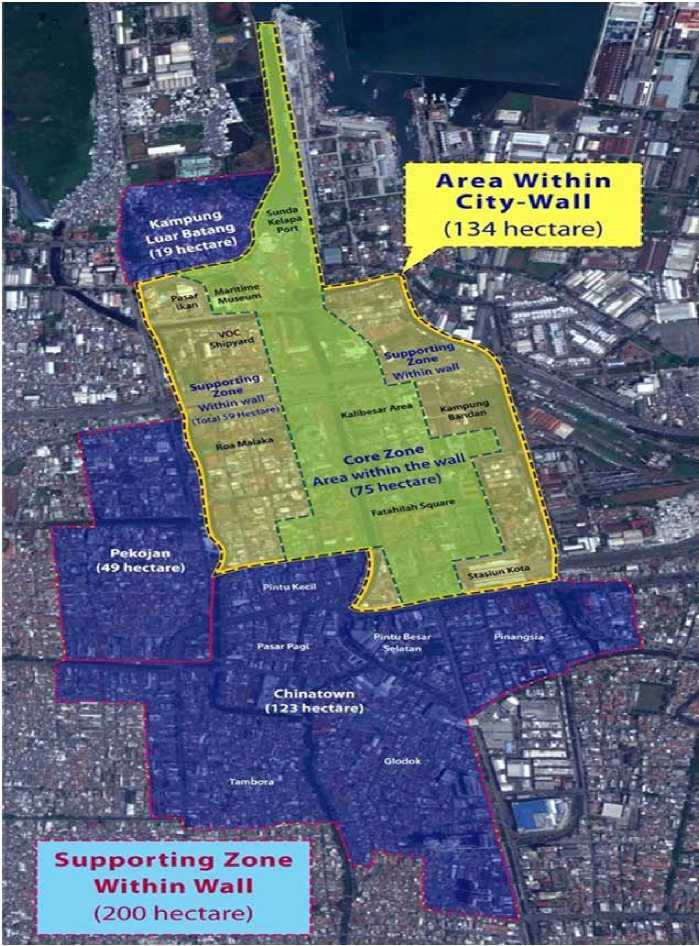 Area Within
City-Wall
(134 hectare)
Kampung
Luar Batang
(19 hectare)
Sunda
Kelapa
Port
Pasar
Ikan
Maritime
Museum
VOC
Shipyard
Supporting
Zone
Within wall
(Total 59 Hectare)
Supporting
Zone
Within wall
Kalibesar Area
Kampung
Bandan
Roa Malaka
Core Zone
Area within the wall
(75 hectare)
Fatahilah Square
Pekojan
(49 hectare)
Stasiun Kota
Pintu Kecil
Pasar Pagi
Pintu Besar
Selatan
Pinangsia
Chinatown
(123 hectare)
Glodok
Tambora
Supporting Zone
Within Wall
(200 hectare)